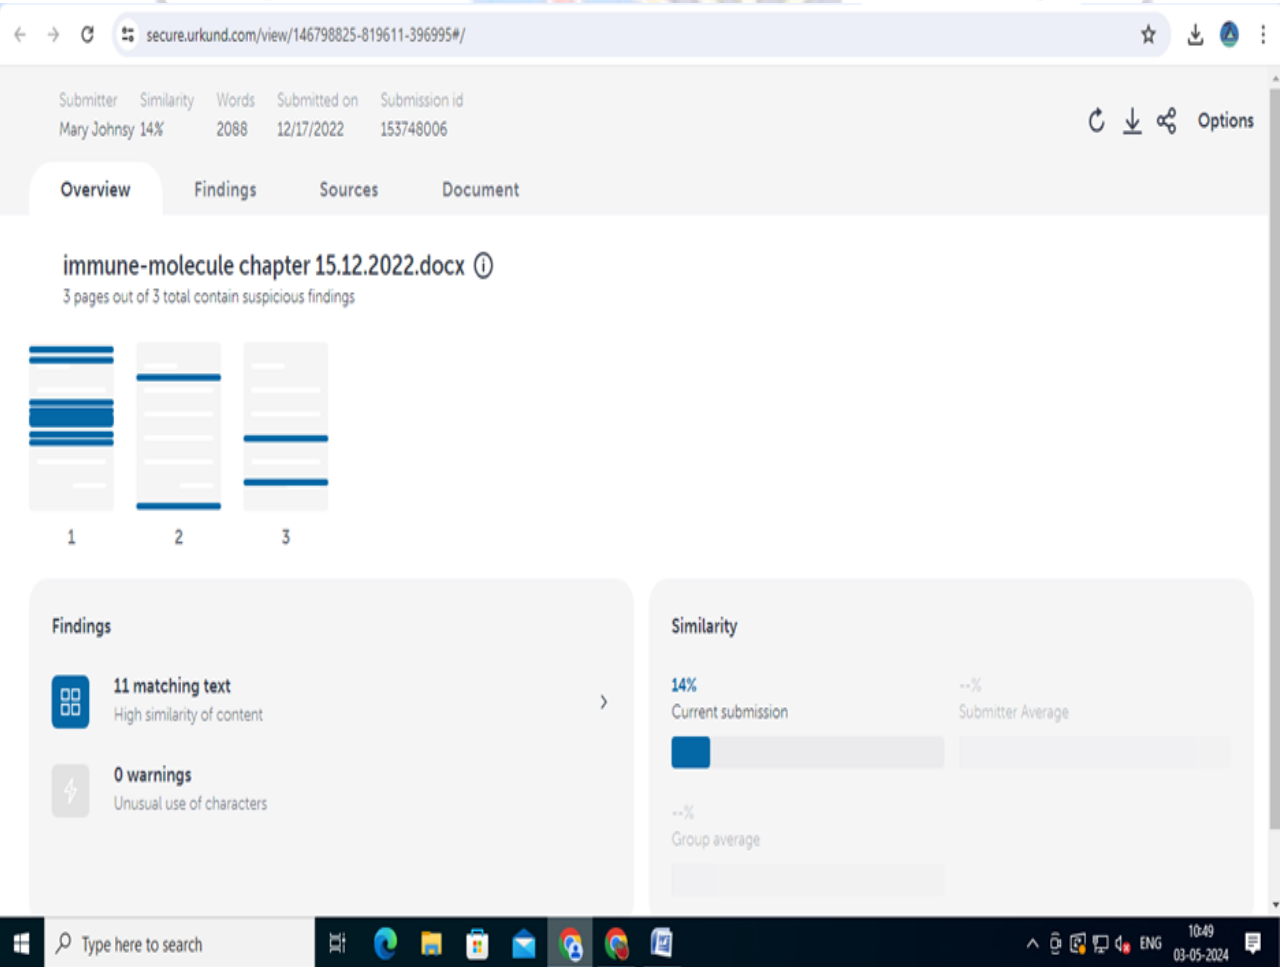 secure.urkund.com/view/146798825-819611-396995#/
Submitter Similarity Words Submitted on Submission id
Mary Johnsy 14% 2088 12/17/2022 153748006
Options
Overview Findings Sources Document
immune-molecule chapter 15.12.2022.docx
3 pages out of 3 total contain suspicious findings
1 2 3
Findings
11 matching text
High similarity of content
0 warnings
Unusual use of characters
Similarity
14%
Current submission
--%
Submitter Average
--%
Group average
Type here to search
ENG
10:49
03-05-2024